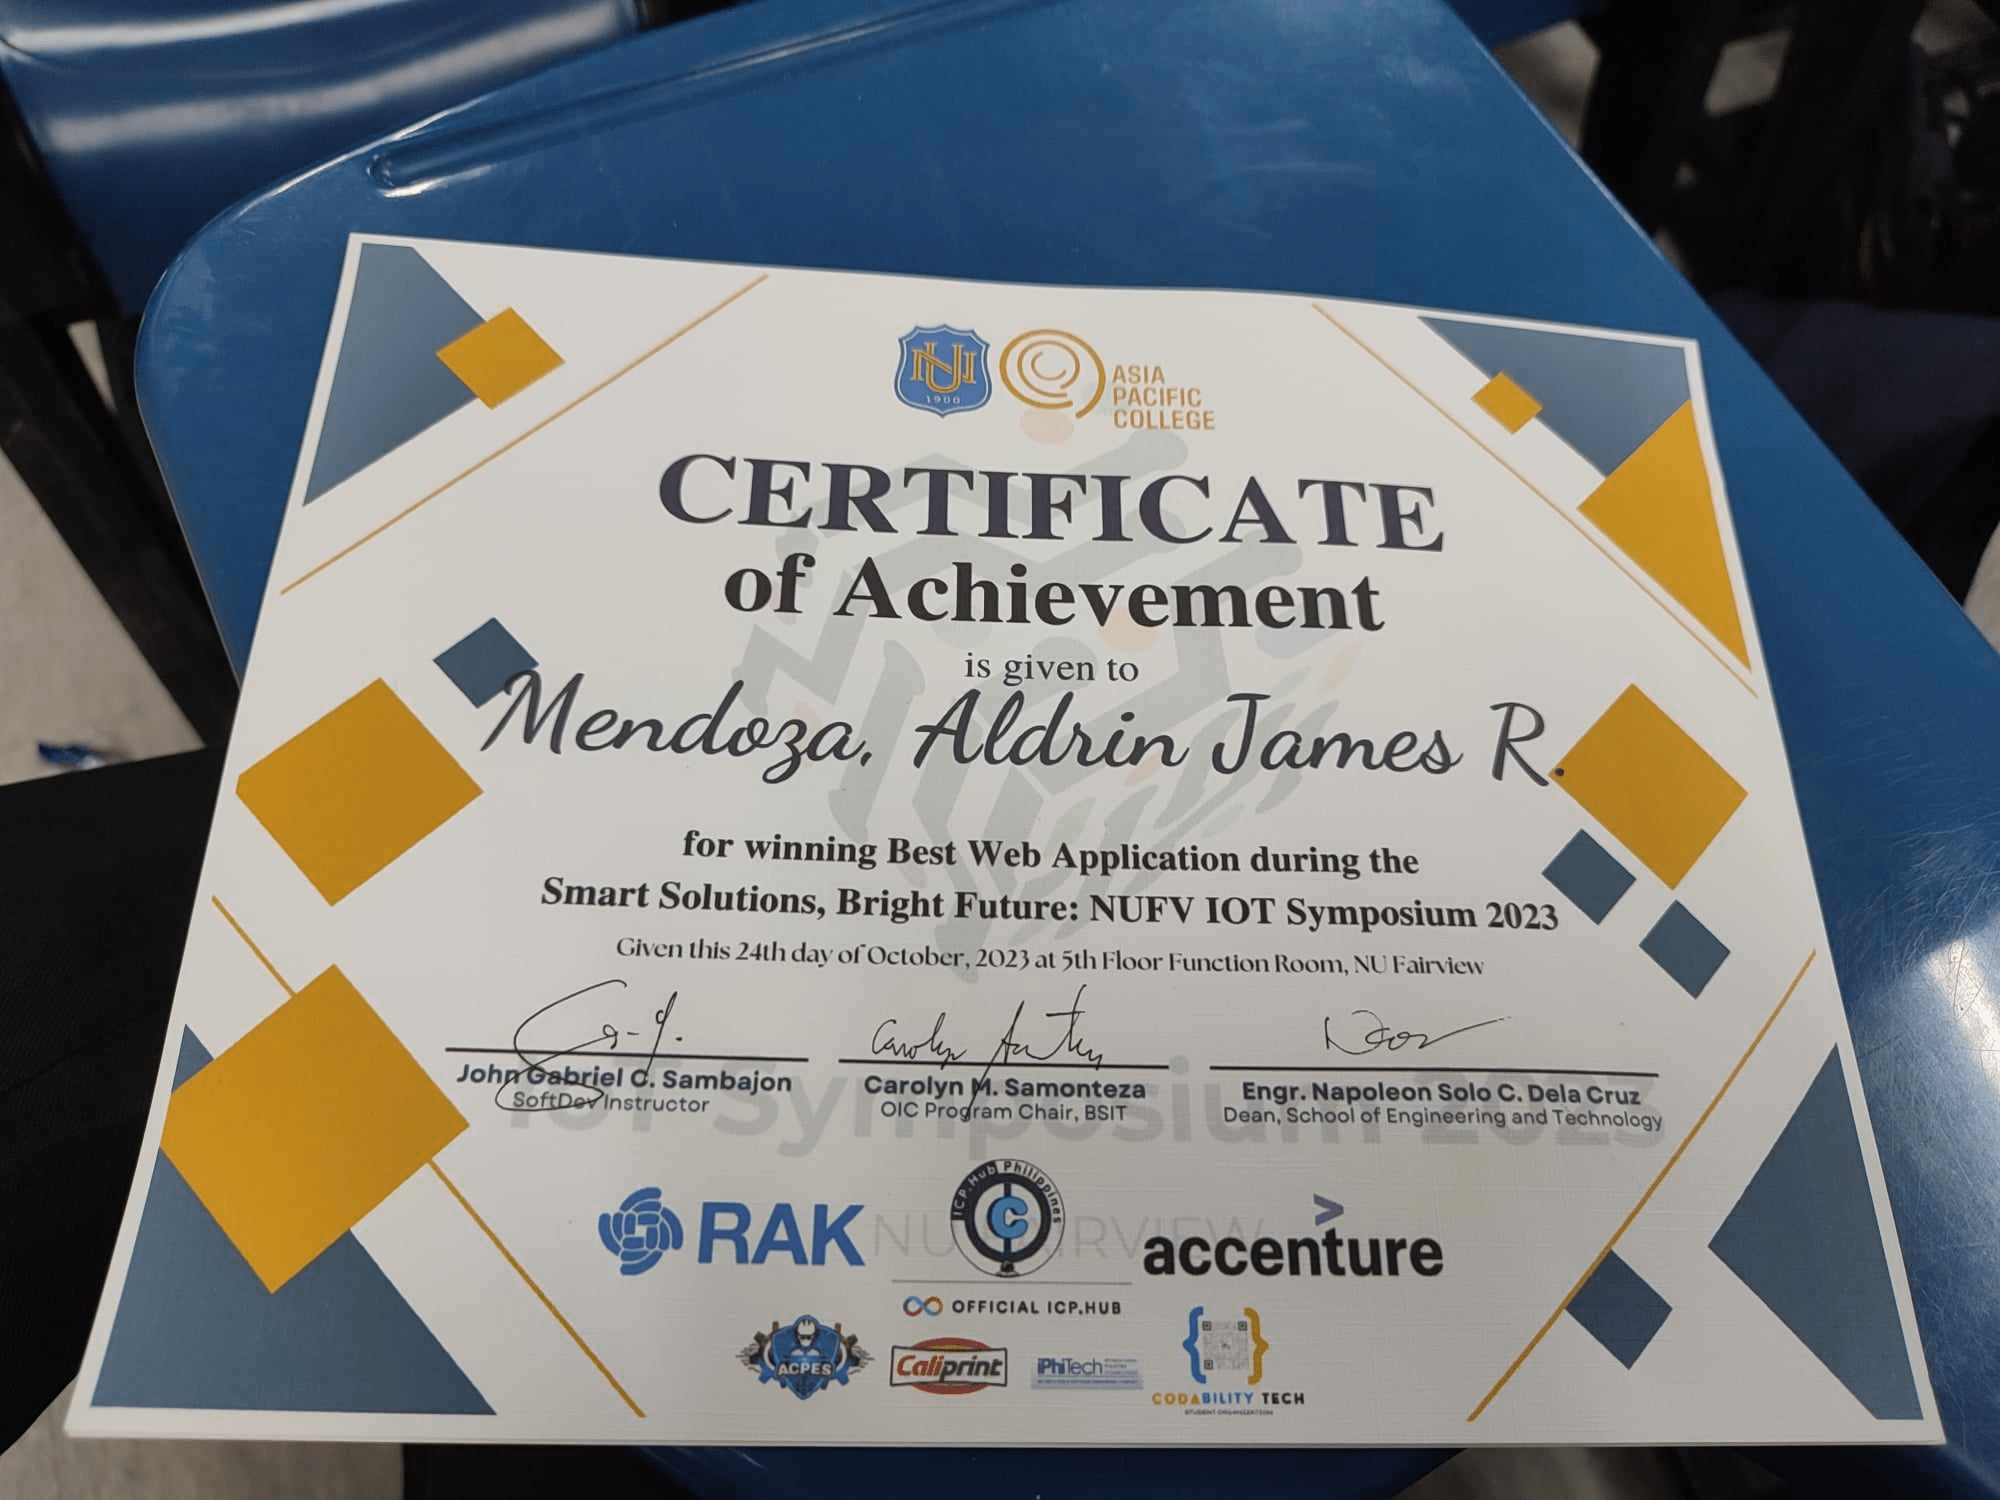 NU
1900
ASIA
PACIFIC
COLLEGE
CERTIFICATE
of Achievement
is given to
Mendoza, Aldrin James R.
for winning Best Web Application during the
Smart Solutions, Bright Future: NUFV IOT Symposium 2023
Given this 24th day of October, 2023 at 5th Floor Function Room, NU Fairview
John Gabriel C. Sambajon
SoftDev Instructor
Carolyn M. Samonteza
OIC Program Chair, BSIT
Engr. Napoleon Solo C. Dela Cruz
Dean, School of Engineering and Technology
IoT Symposium 2023
NU FAIRVIEW
RAK
ICP.Hub Philippines
C
accenture
OFFICIAL ICP.HUB
ACPES
Caliprint
iPhiTech
CODABILITY TECH
STUDENT ORGANIZATION